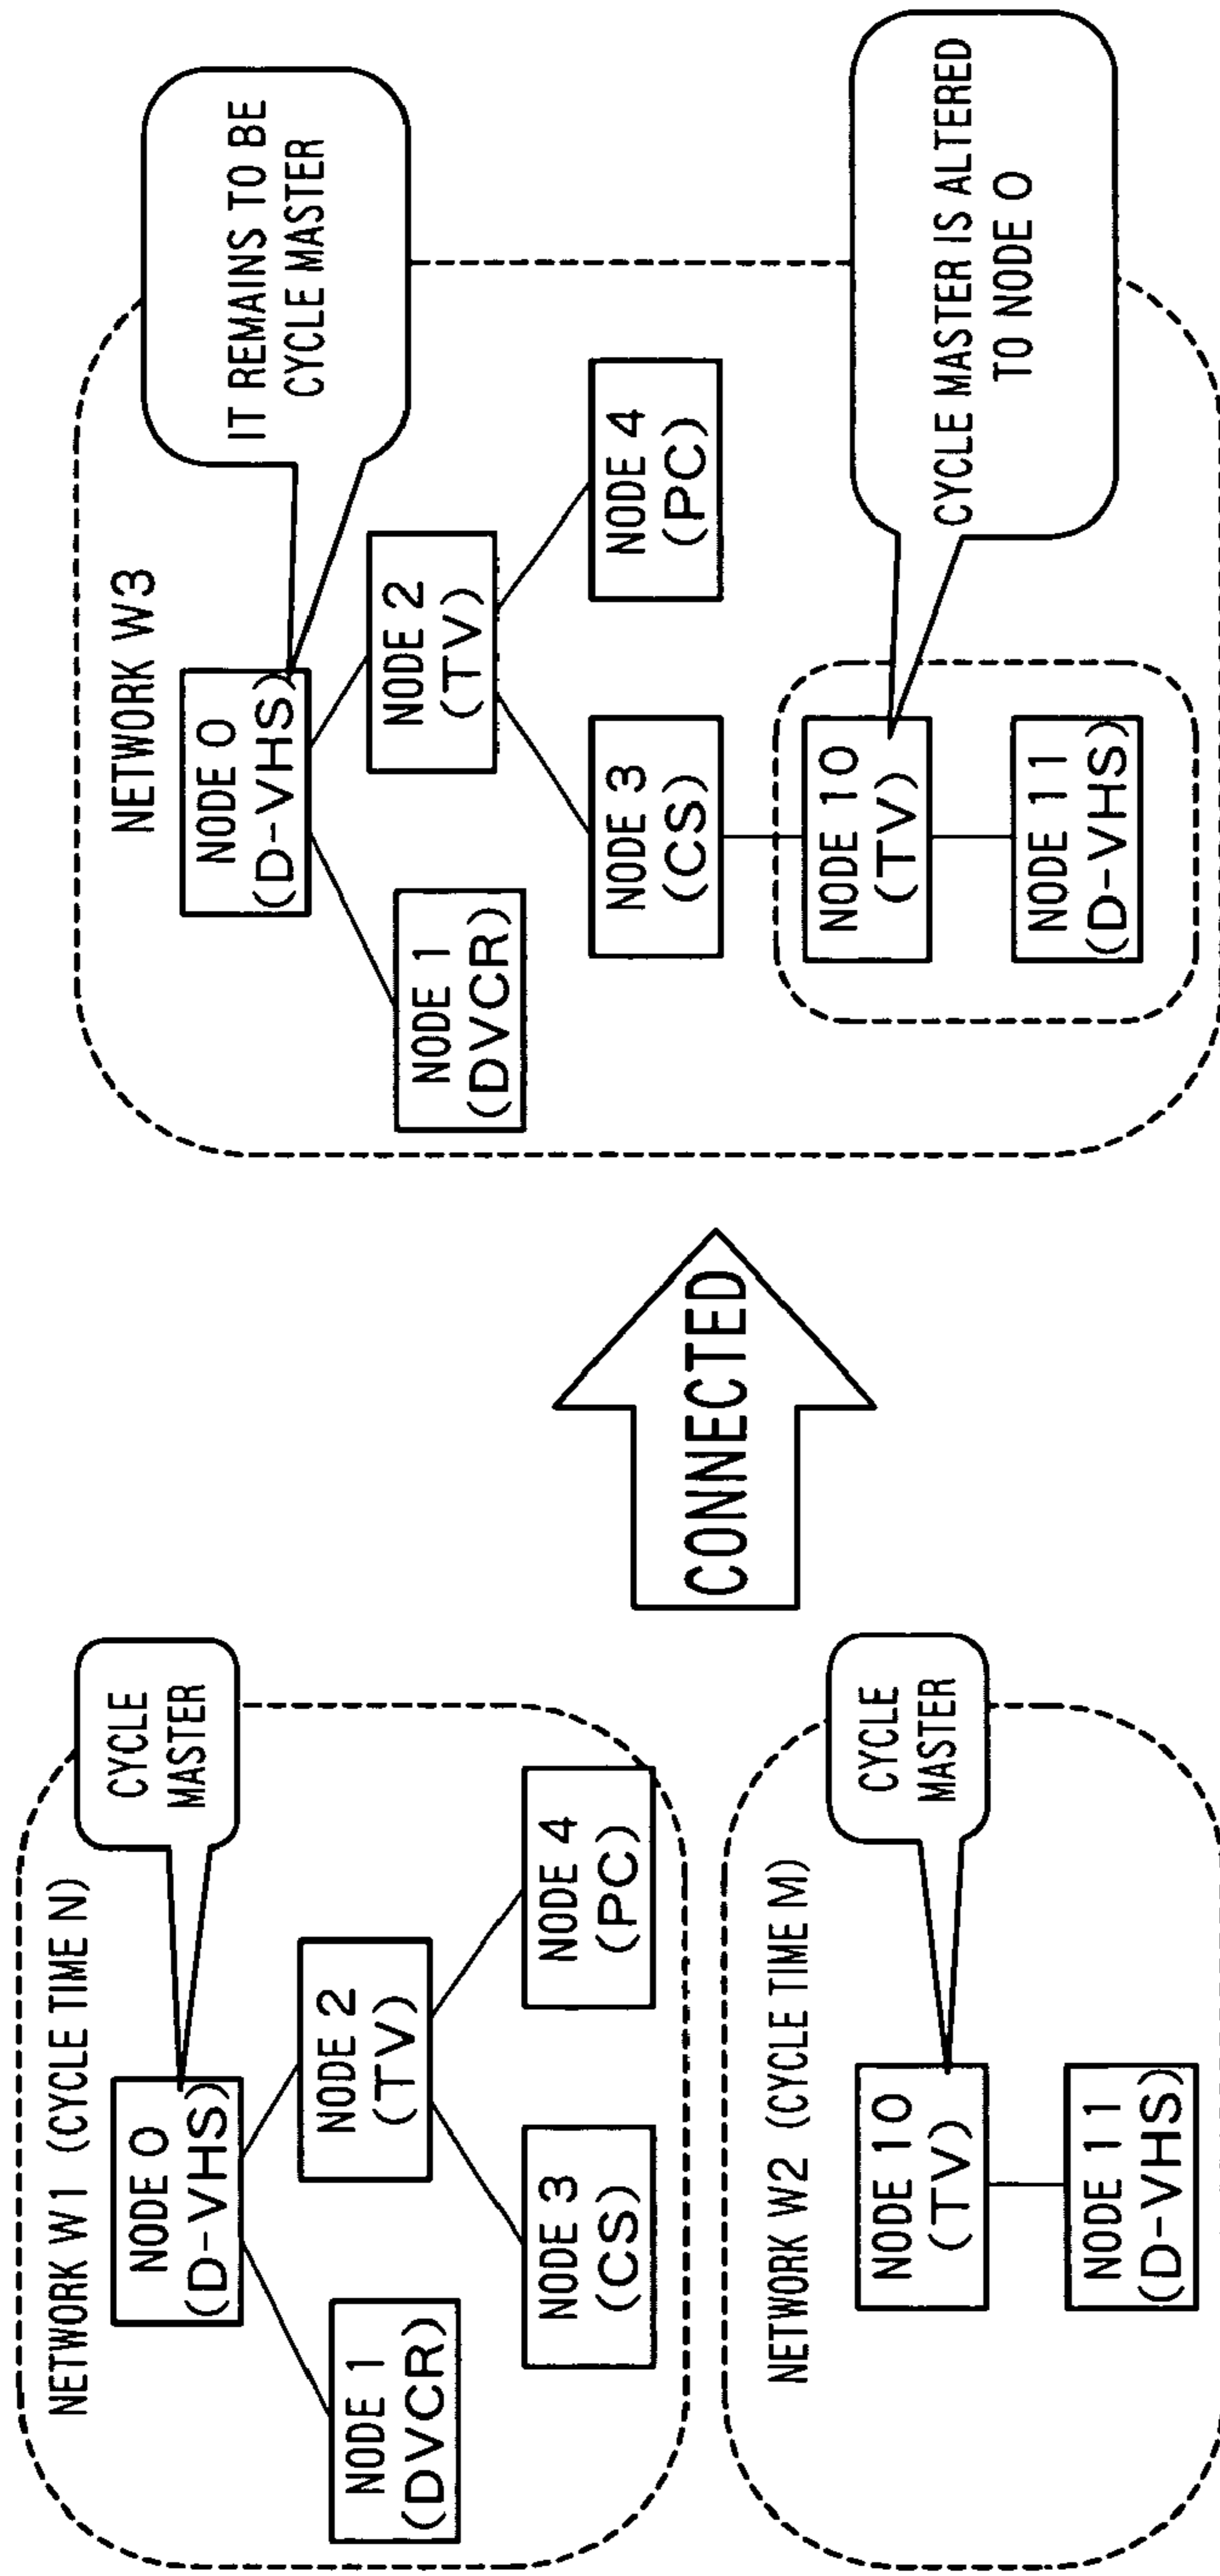 NETWORK W1 (CYCLE TIME N)
CYCLE
MASTER
NODE 0
(D-VHS)
NODE 1
(DVCR)
NODE 2
(TV)
NODE 3
(CS)
NODE 4
(PC)
NETWORK W2 (CYCLE TIME M)
CYCLE
MASTER
NODE 10
(TV)
NODE 11
(D-VHS)
CONNECTED
NETWORK W3
IT REMAINS TO BE
CYCLE MASTER
NODE 0
(D-VHS)
NODE 1
(DVCR)
NODE 2
(TV)
NODE 3
(CS)
NODE 4
(PC)
CYCLE MASTER IS ALTERED
TO NODE 0
NODE 10
(TV)
NODE 11
(D-VHS)